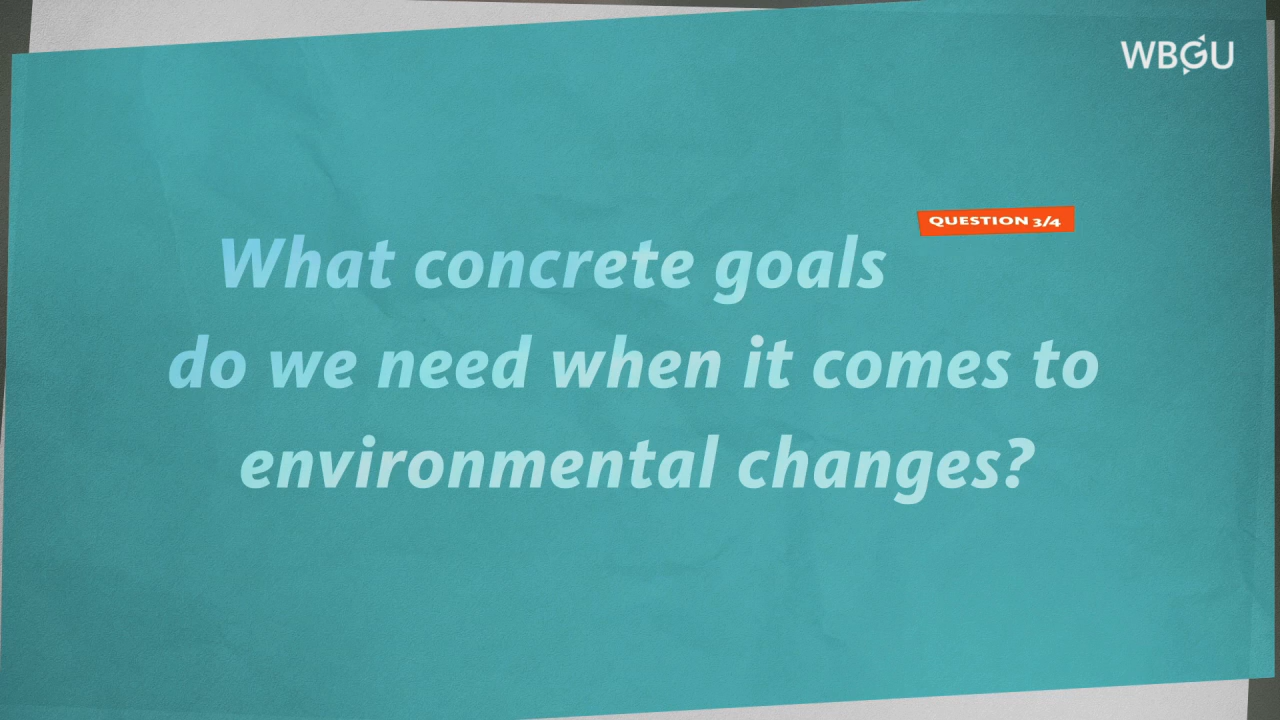 WBGU
QUESTION 3/4
What concrete goals
do we need when it comes to
environmental changes?